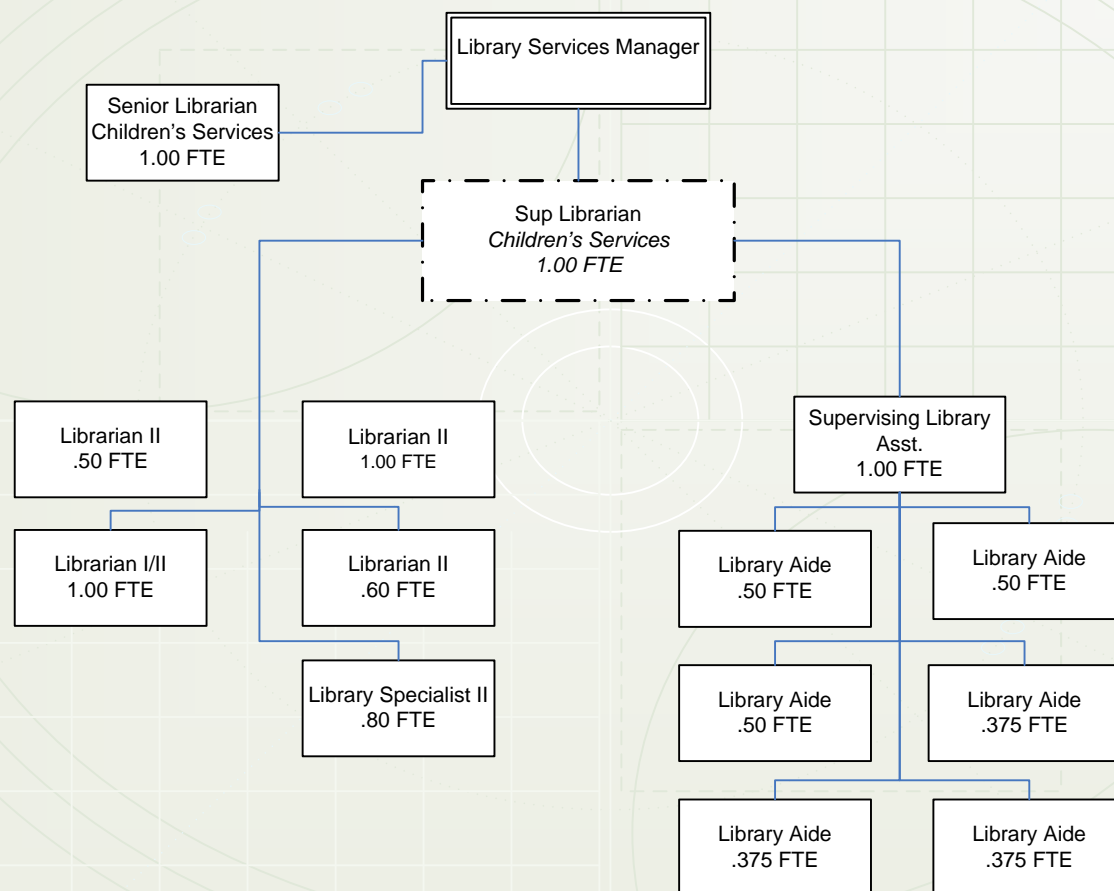 Library Services Manager
Senior Librarian
Children's Services
1.00 FTE
Sup Librarian
Children's Services
1.00 FTE
Librarian II
.50 FTE
Librarian II
1.00 FTE
Supervising Library
Asst.
1.00 FTE
Librarian I/II
1.00 FTE
Librarian II
.60 FTE
Library Aide
.50 FTE
Library Aide
.50 FTE
Library Specialist II
.80 FTE
Library Aide
.50 FTE
Library Aide
.375 FTE
Library Aide
.375 FTE
Library Aide
.375 FTE